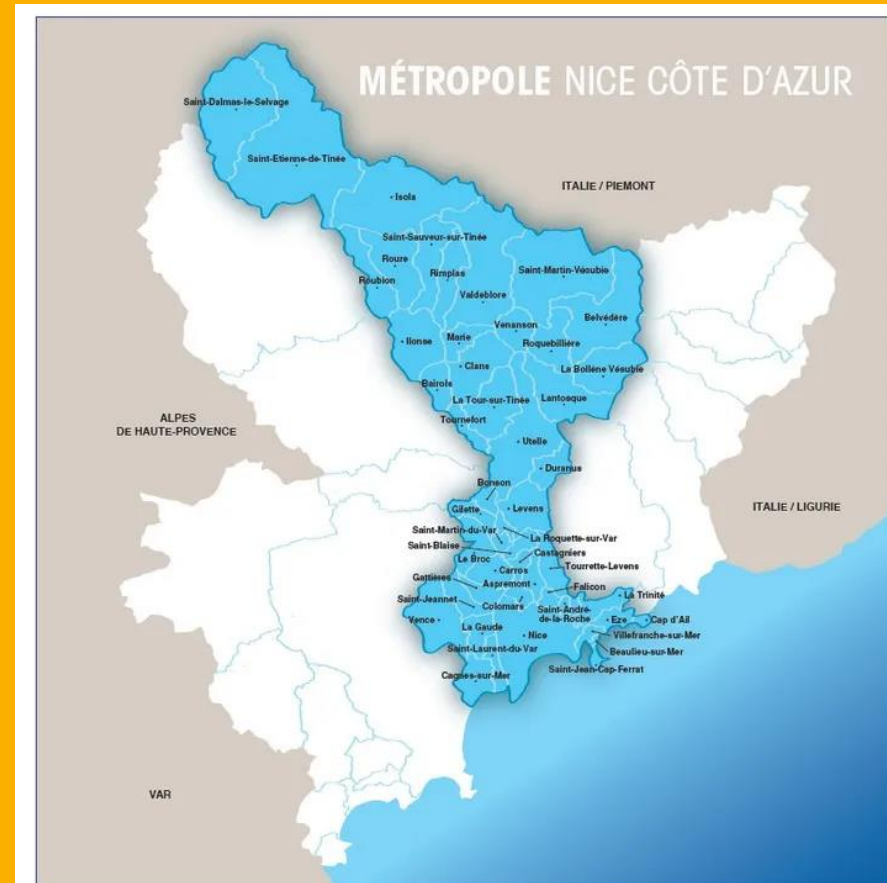 MÉTROPOLE NICE CÔTE D'AZUR
Saint-Dalmas-le-Selvage
Saint-Etienne-de-Tinée
ITALIE / PIEMONT
Isola
Saint-Sauveur-sur-Tinée
Roure
Rimplas
Saint-Martin-Vésubie
Roubion
Valdeblore
Belvédère
Venanson
Ilonse
Marie
Roquebillière
Clans
La Bollène Vésubie
Bairols
La Tour-sur-Tinée
Lantosque
ALPES
DE HAUTE-PROVENCE
Tournefort
Utelle
Duranus
Bonson
Gilette
Levens
ITALIE / LIGURIE
Saint-Martin-du-Var
La Roquette-sur-Var
Saint-Blaise
Castagniers
Le Broc
Carros
Tourrette-Levens
Gattières
Aspremont
Falicon
La Trinité
Saint-Jeannet
Colomars
Saint-André-
de-la-Roche
Vence
Eze
Cap d'Ail
La Gaude
Nice
Villefranche-sur-Mer
Saint-Laurent-du-Var
Beaulieu-sur-Mer
Cagnes-sur-Mer
Saint-Jean-Cap-Ferrat
VAR